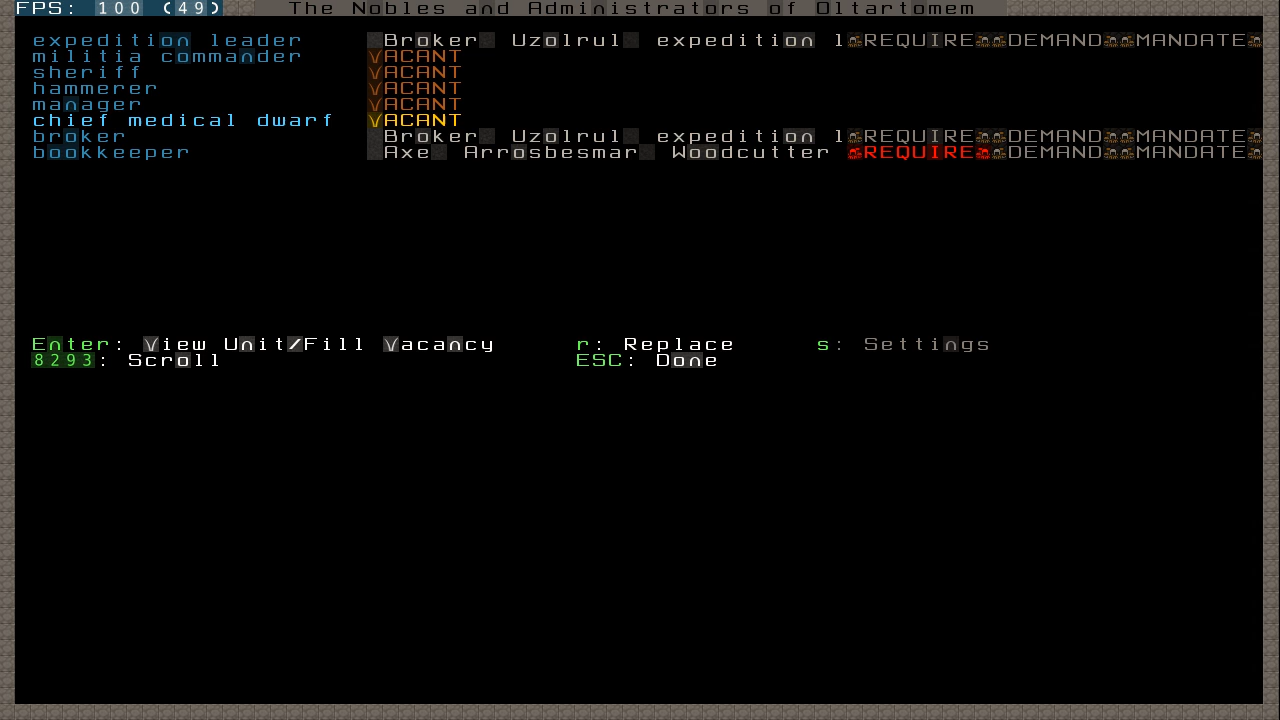 FPS: 100 (49) The Nobles and Administrators of Oltartomem
expedition leader Broker Uzolrul expedition l REQUIRE DEMAND MANDATE
militia commander VACANT
sheriff VACANT
hammerer VACANT
manager VACANT
chief medical dwarf VACANT
broker Broker Uzolrul expedition l REQUIRE DEMAND MANDATE
bookkeeper Axe Arrosbesmar Woodcutter REQUIRE DEMAND MANDATE
Enter: View Unit/Fill Vacancy r: Replace s: Settings
8293: Scroll ESC: Done